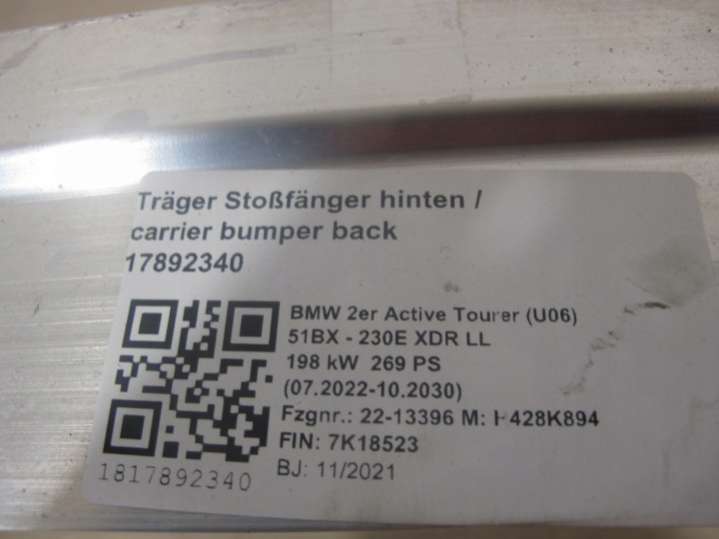 Träger Stoßfänger hinten /
carrier bumper back
17892340
BMW 2er Active Tourer (U06)
51BX - 230E XDR LL
198 kW 269 PS
(07.2022-10.2030)
Fzgnr.: 22-13396 M:
FIN: 7K18523
BJ: 11/2021
1817892340